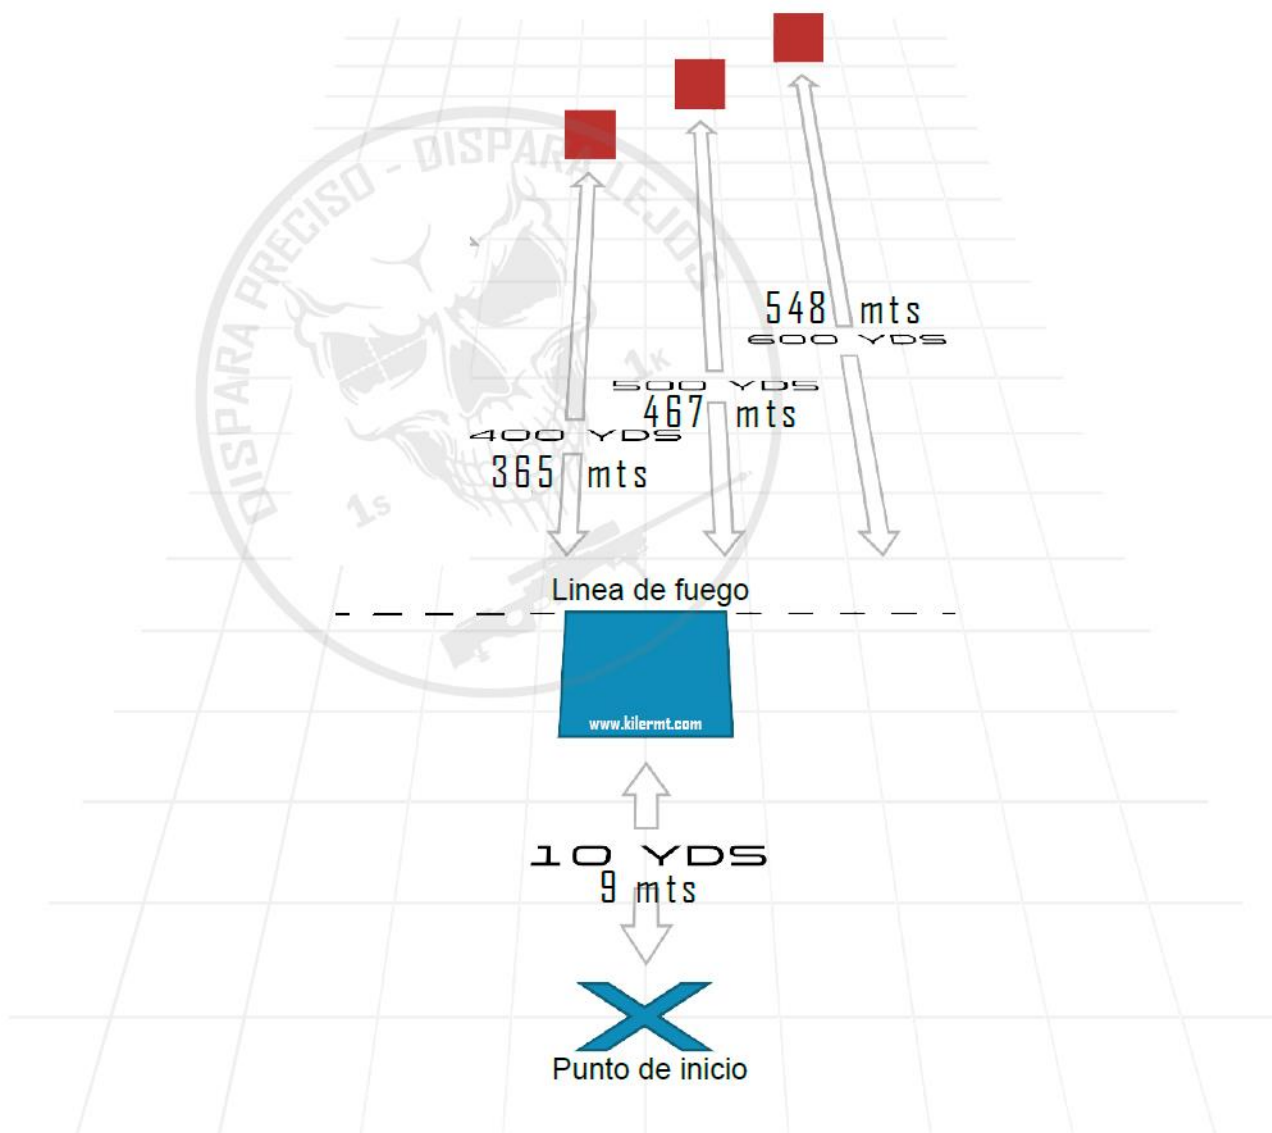 DISPARA PRECISO - DISPARA LEJOS
548 mts
600 YDS
1K
500 YDS
467 mts
400 YDS
365 mts
1s
Linea de fuego
www.kilermt.com
10 YDS
9 mts
Punto de inicio